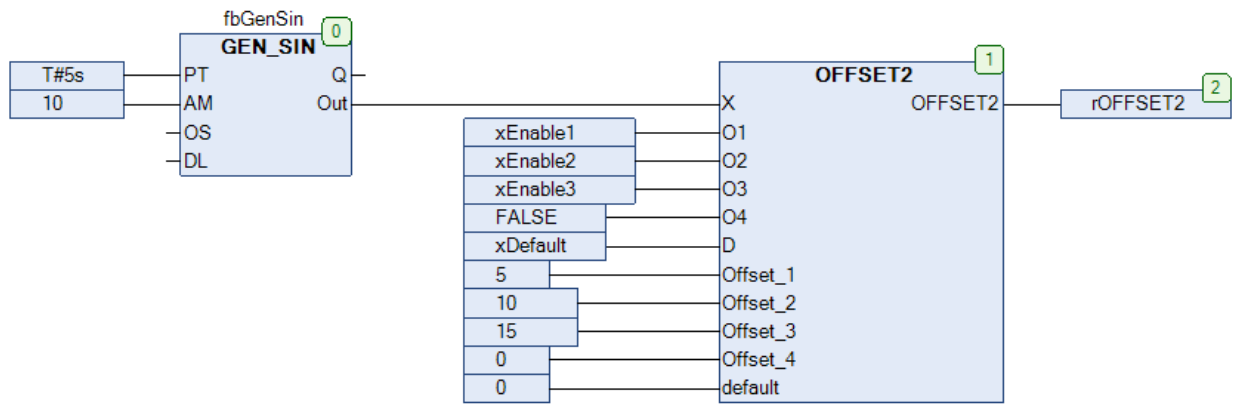 fbGenSin
0
GEN_SIN
T#5s PT Q
10 AM Out
OS
DL
1
OFFSET2
X OFFSET2 rOFFSET2 2
xEnable1 O1
xEnable2 O2
xEnable3 O3
FALSE O4
xDefault D
5 Offset_1
10 Offset_2
15 Offset_3
0 Offset_4
0 default